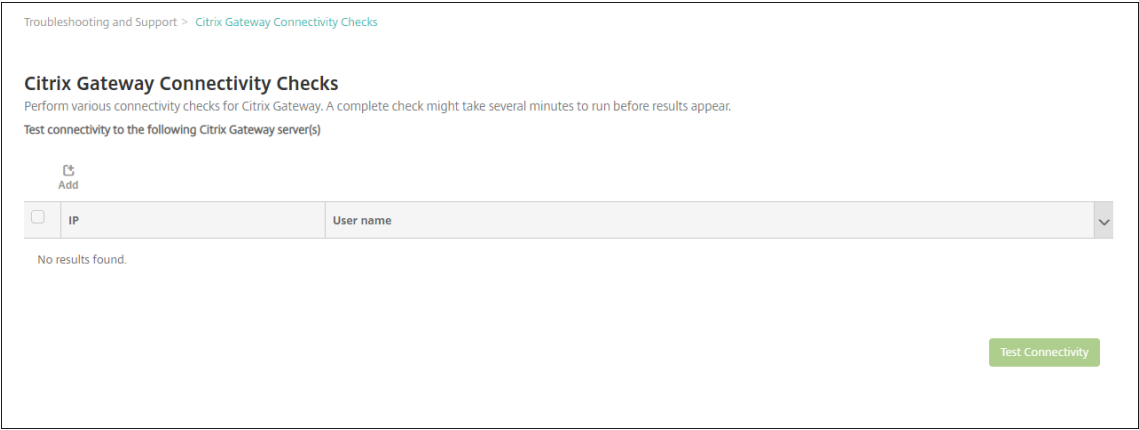 Troubleshooting and Support > Citrix Gateway Connectivity Checks
Citrix Gateway Connectivity Checks
Perform various connectivity checks for Citrix Gateway. A complete check might take several minutes to run before results appear.
Test connectivity to the following Citrix Gateway server(s)
Add
IP User name
No results found.
Test Connectivity